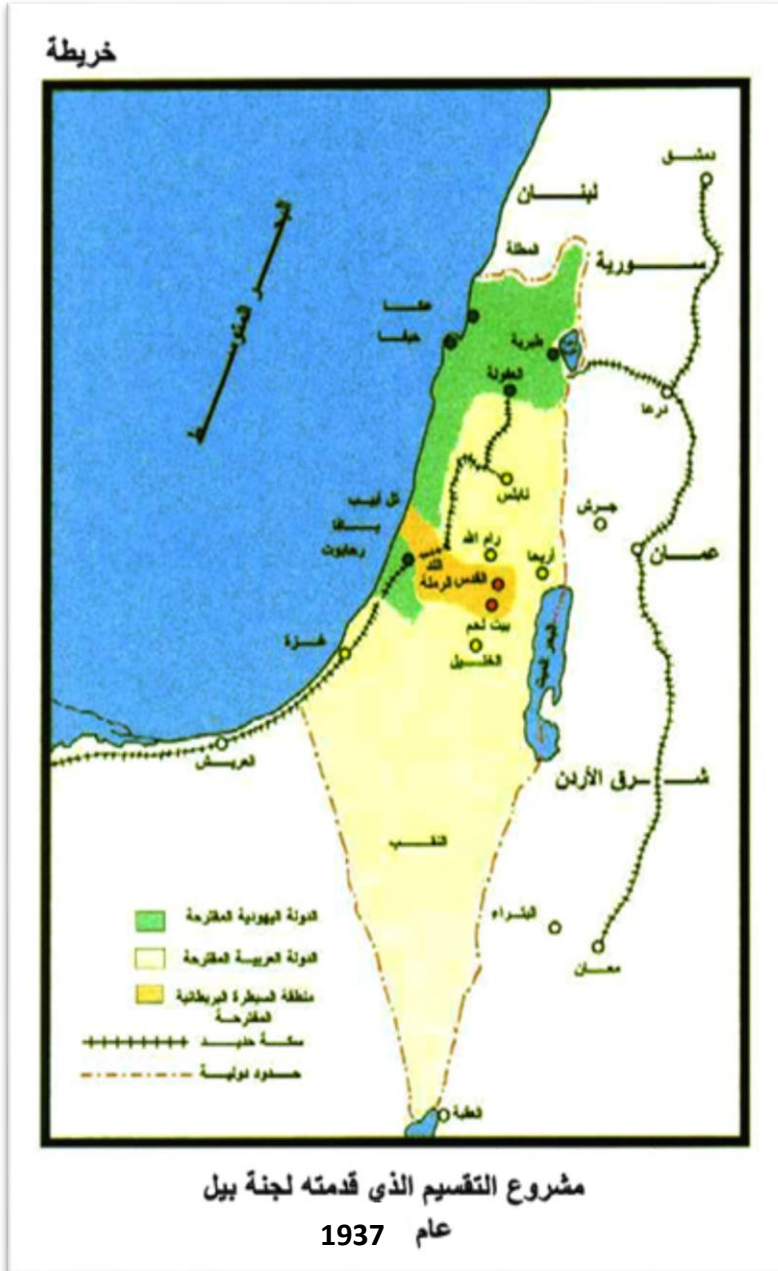 خريطة
دمشق
لبنان
المطلة
سورية
البحر المتوسط
عكا
حيفا
طبرية
العفولة
درعا
نابلس
جرش
تل أبيب
يافا
رحابوت
رام الله
أريحا
عمان
اللد
القدس
الرملة
بيت لحم
غزة
الخليل
البحر الميت
العريش
شرق الأردن
النقب
البتراء
معان
الدولة اليهودية المقترحة
الدولة العربية المقترحة
منطقة السيطرة البريطانية
المقترحة
سكة حديد
حدود دولية
العقبة
مشروع التقسيم الذي قدمته لجنة بيل
عام 1937